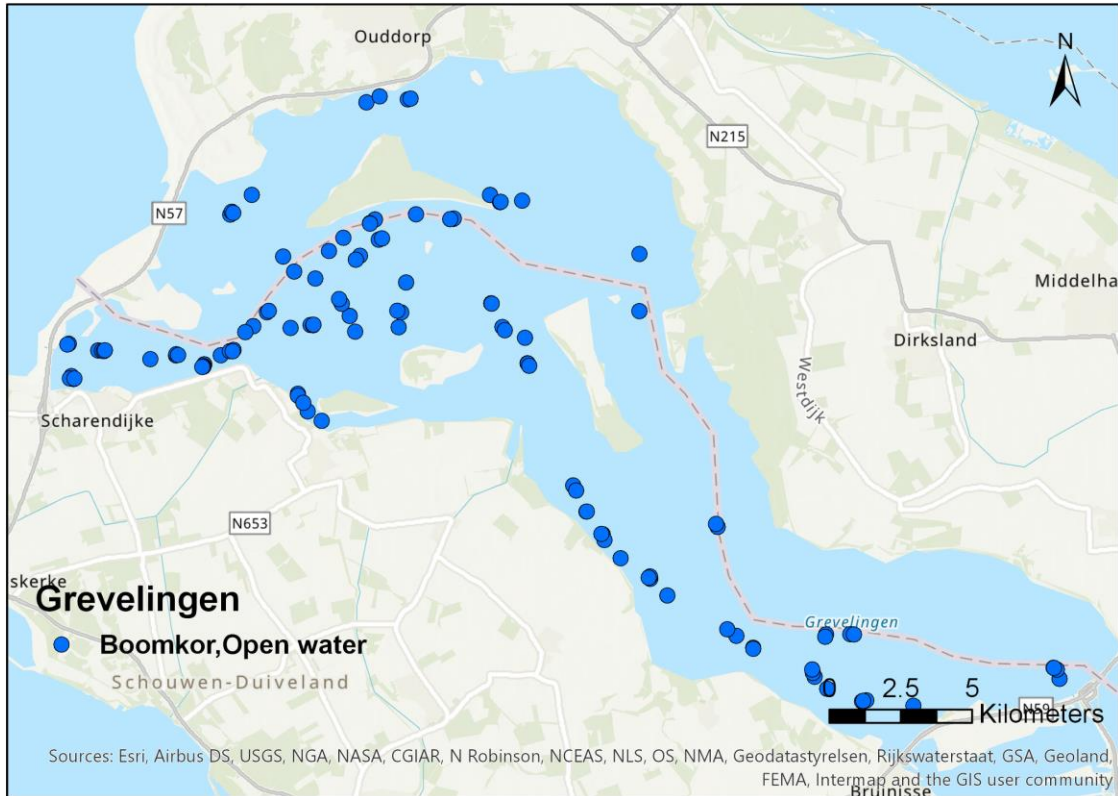 Ouddorp
N
N215
N57
Middelha
Dirksland
Westdijk
Scharendijke
N653
skerke
Grevelingen
Grevelingen
Boomkor,Open water
Schouwen-Duiveland
0 2.5 5
Kilometers
N59
Sources: Esri, Airbus DS, USGS, NGA, NASA, CGIAR, N Robinson, NCEAS, NLS, OS, NMA, Geodatastyrelsen, Rijkswaterstaat, GSA, Geoland,
FEMA, Intermap and the GIS user community
Bruinisse